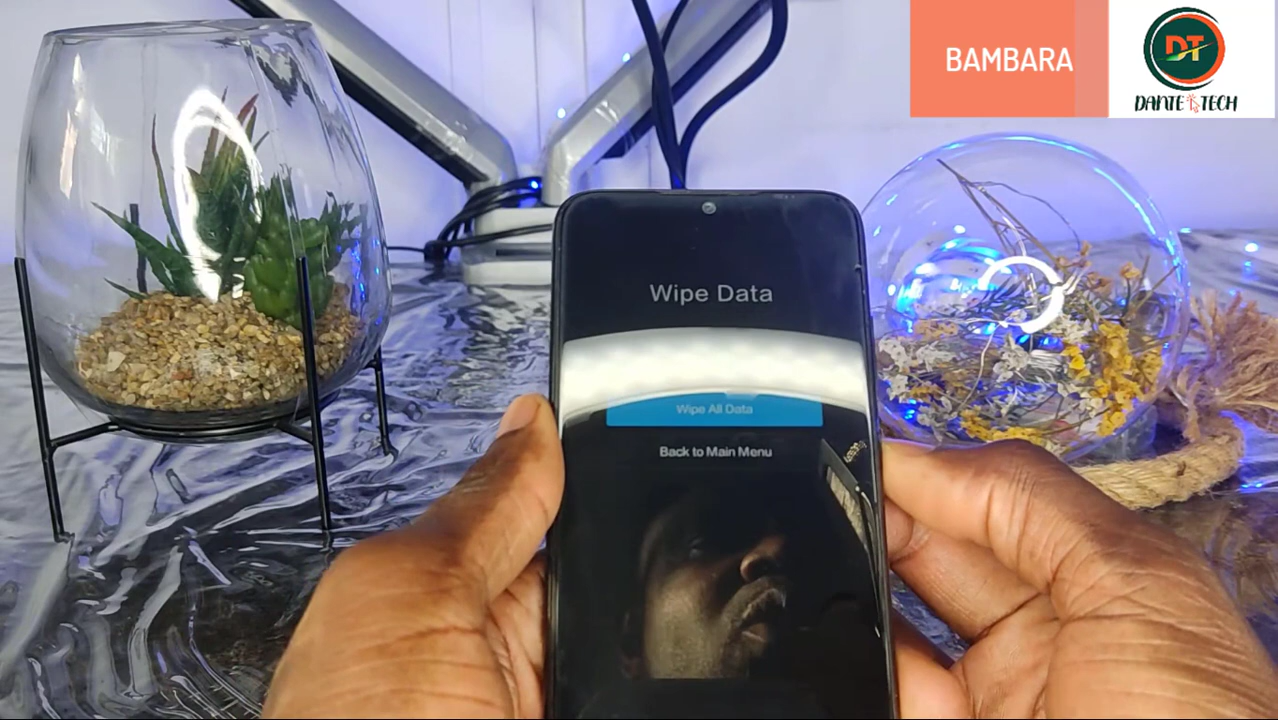 BAMBARA
DT
DANTE TECH
Wipe Data
Wipe All Data
Back to Main Menu